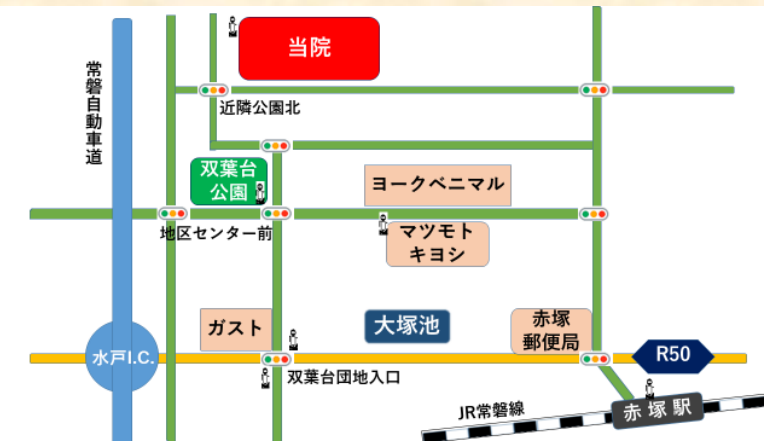 当院
常磐自動車道
近隣公園北
双葉台
公園
ヨークベニマル
地区センター前
マツモト
キヨシ
ガスト
大塚池
赤塚
郵便局
水戸I.C.
R50
双葉台団地入口
JR常磐線
赤塚駅